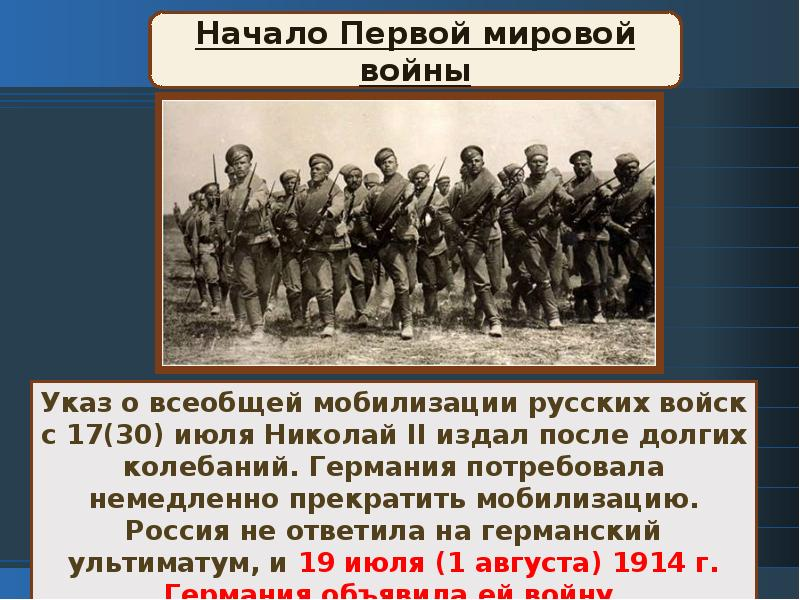 Начало Первой мировой
войны
Указ о всеобщей мобилизации русских войск
с 17(30) июля Николай II издал после долгих
колебаний. Германия потребовала
немедленно прекратить мобилизацию.
Россия не ответила на германский
ультиматум, и 19 июля (1 августа) 1914 г.
Германия объявила ей войну